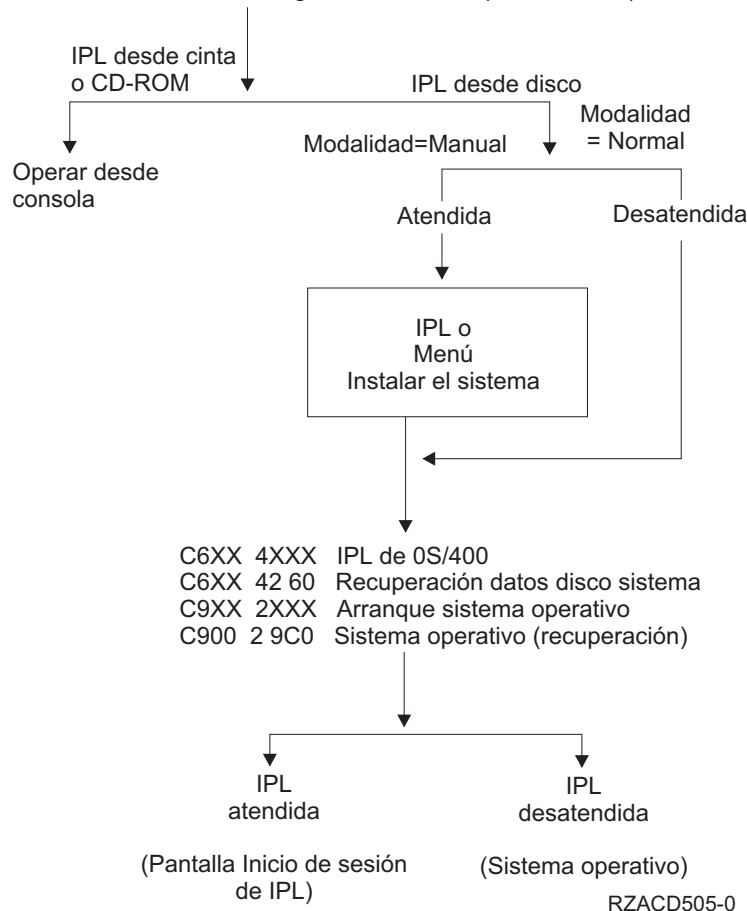 IPL desde cinta
o CD-ROM
IPL desde disco
Modalidad
= Normal
Modalidad=Manual
Operar desde
consola
Atendida
Desatendida
IPL o
Menú
Instalar el sistema
C6XX 4XXX IPL de 0S/400
C6XX 42 60 Recuperación datos disco sistema
C9XX 2XXX Arranque sistema operativo
C900 2 9C0 Sistema operativo (recuperación)
IPL
atendida
IPL
desatendida
(Pantalla Inicio de sesión
de IPL)
(Sistema operativo)
RZACD505-0